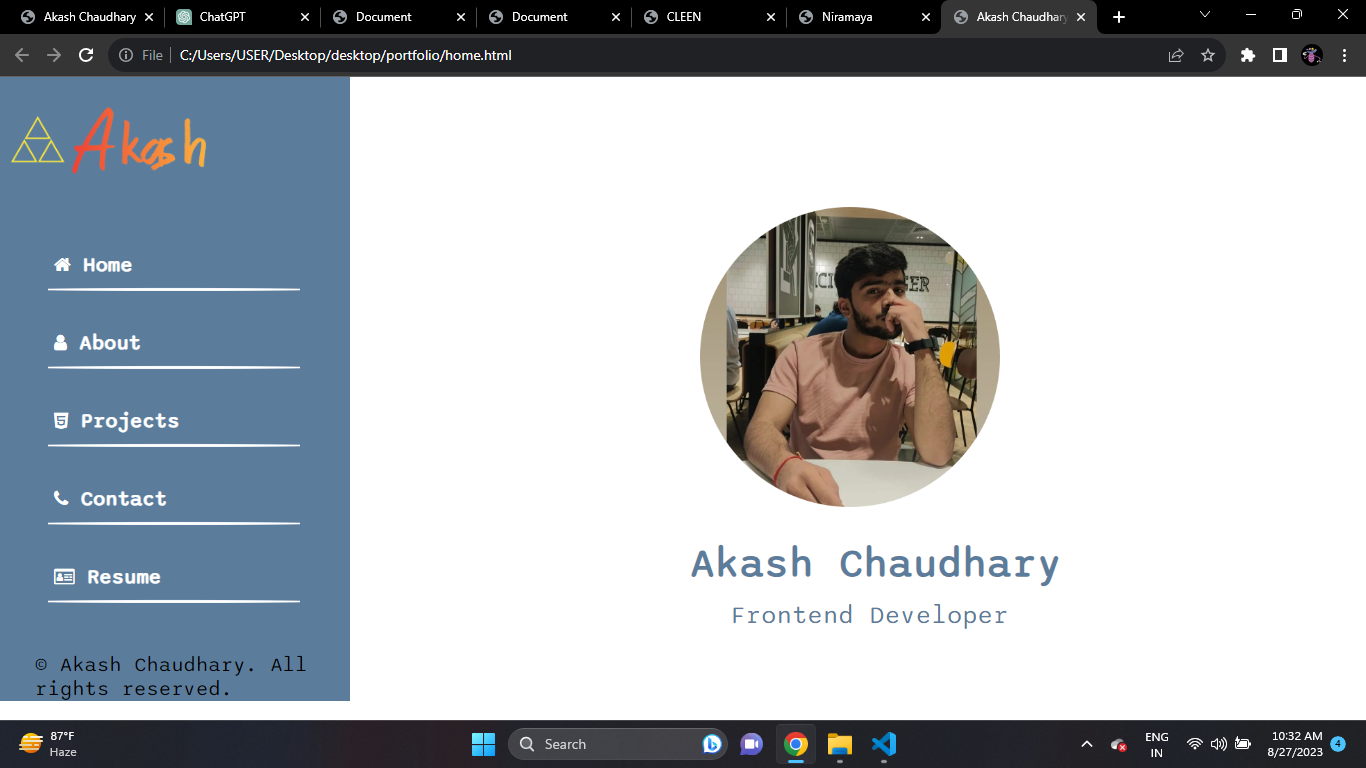 Akash Chaudhary
ChatGPT
Document
Document
CLEEN
Niramaya
Akash Chaudhary
File
C:/Users/USER/Desktop/desktop/portfolio/home.html
Akash
Home
About
Projects
Contact
Resume
© Akash Chaudhary. All
rights reserved.
Akash Chaudhary
Frontend Developer
87°F
Haze
Search
ENG
IN
10:32 AM
8/27/2023
4